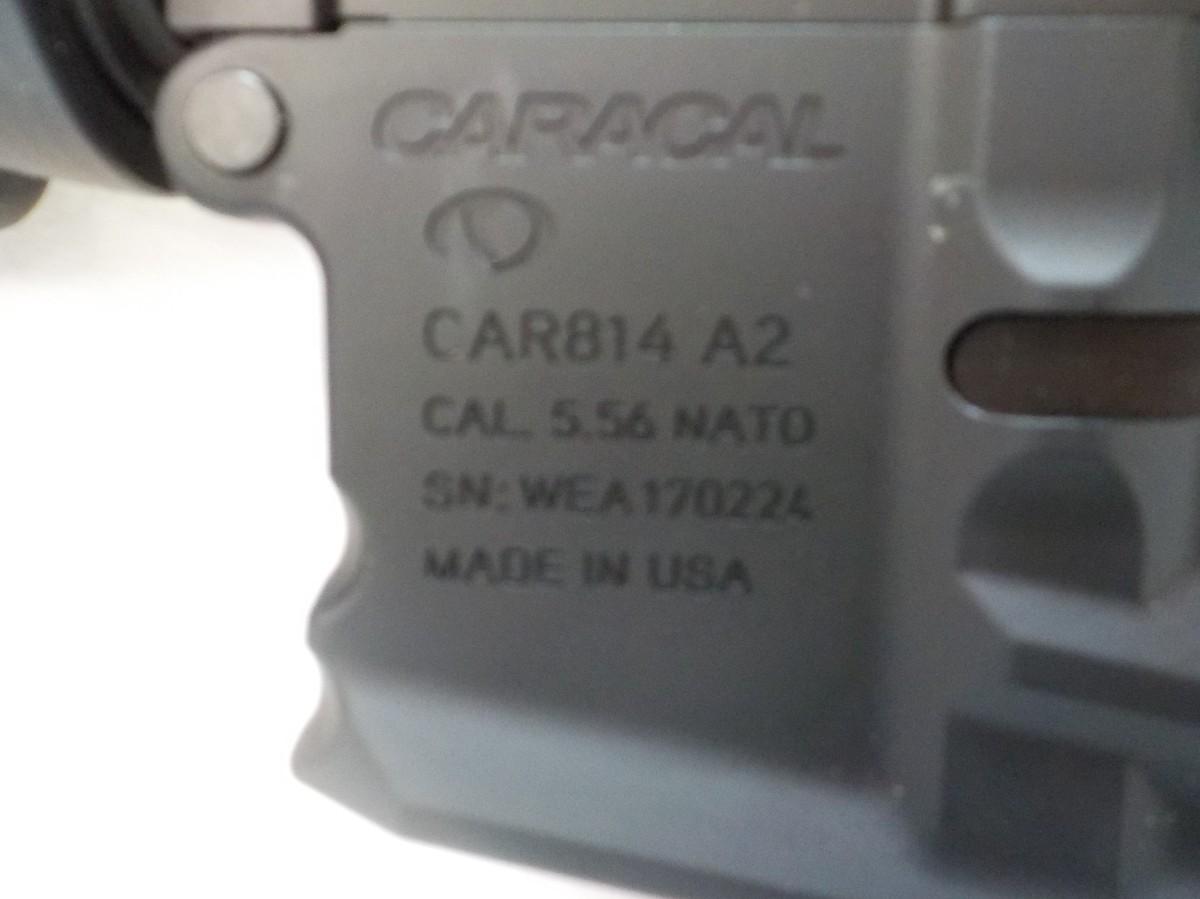 CARACAL
CAR814 A2
CAL. 5.56 NATO
SN: WEA170224
MADE IN USA